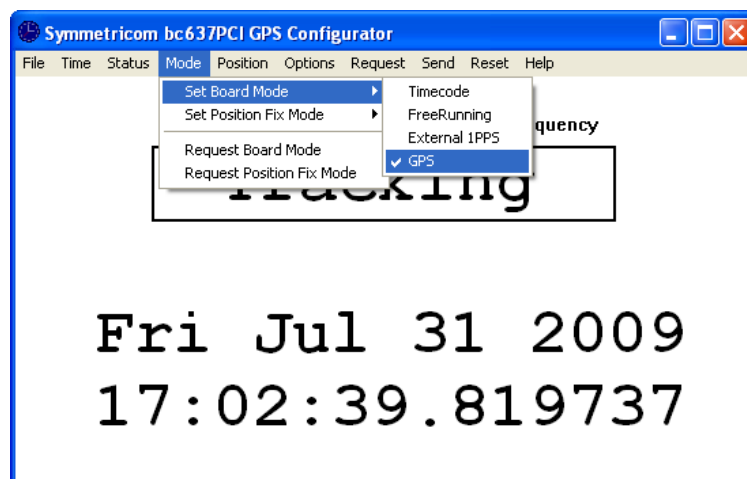 Symmetricom bc637PCI GPS Configurator
File Time Status Mode Position Options Request Send Reset Help
Set Board Mode
Set Position Fix Mode
Request Board Mode
Request Position Fix Mode
Timecode
FreeRunning
External 1PPS
GPS
quency
Tracking
Fri Jul 31 2009
17:02:39.819737